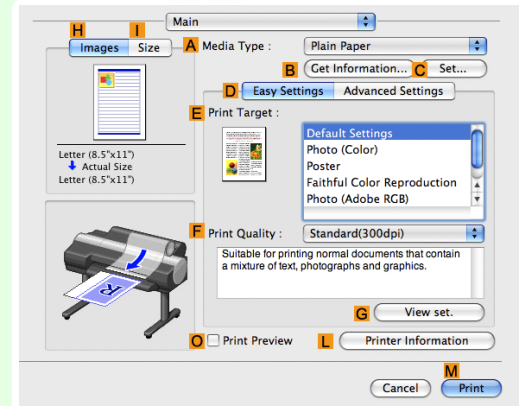 Main
H
I
Images
Size
A
Media Type :
Plain Paper
B
Get Information...
C
Set...
D
Easy Settings
Advanced Settings
E
Print Target :
Default Settings
Photo (Color)
Poster
Faithful Color Reproduction
Photo (Adobe RGB)
Letter (8.5"x11")
Actual Size
Letter (8.5"x11")
F
Print Quality :
Standard(300dpi)
Suitable for printing normal documents that contain
a mixture of text, photographs and graphics.
R
G
View set.
O
Print Preview
L
Printer Information
M
Cancel
Print